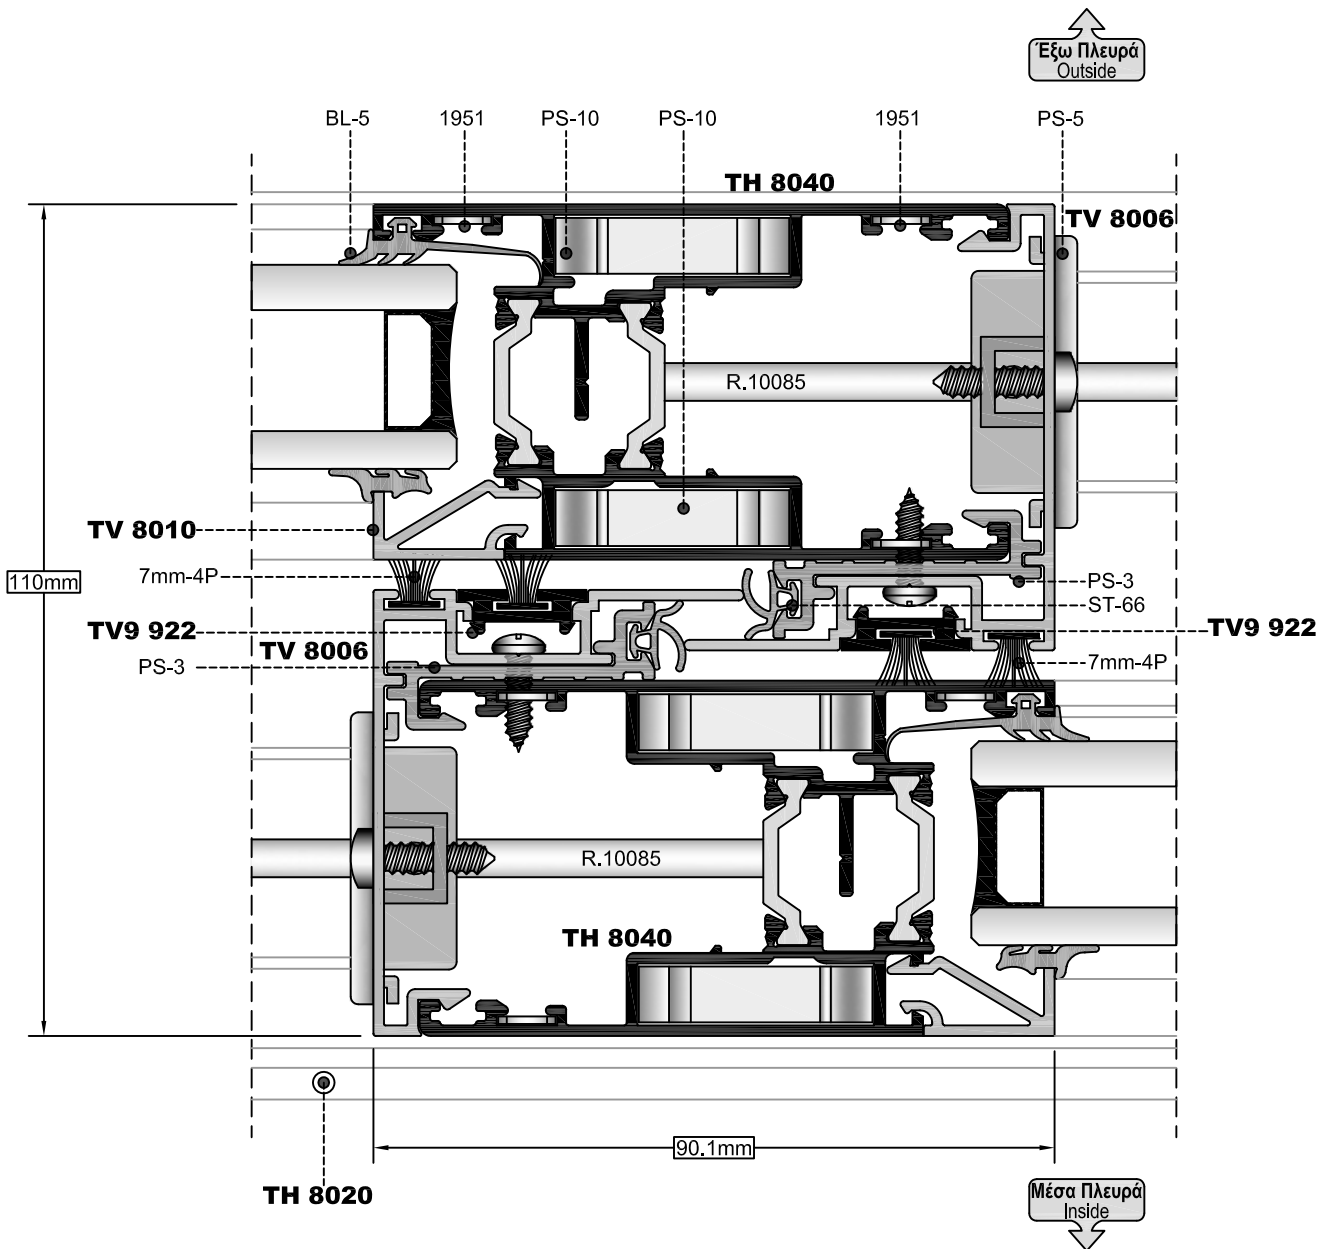 Έξω Πλευρά
Outside
BL-5
1951
PS-10
PS-10
1951
PS-5
TH 8040
TV 8006
R.10085
TV 8010
7mm-4P
110mm
PS-3
ST-66
TV9 922
TV 8006
TV9 922
PS-3
7mm-4P
R.10085
TH 8040
90.1mm
TH 8020
Μέσα Πλευρά
Inside